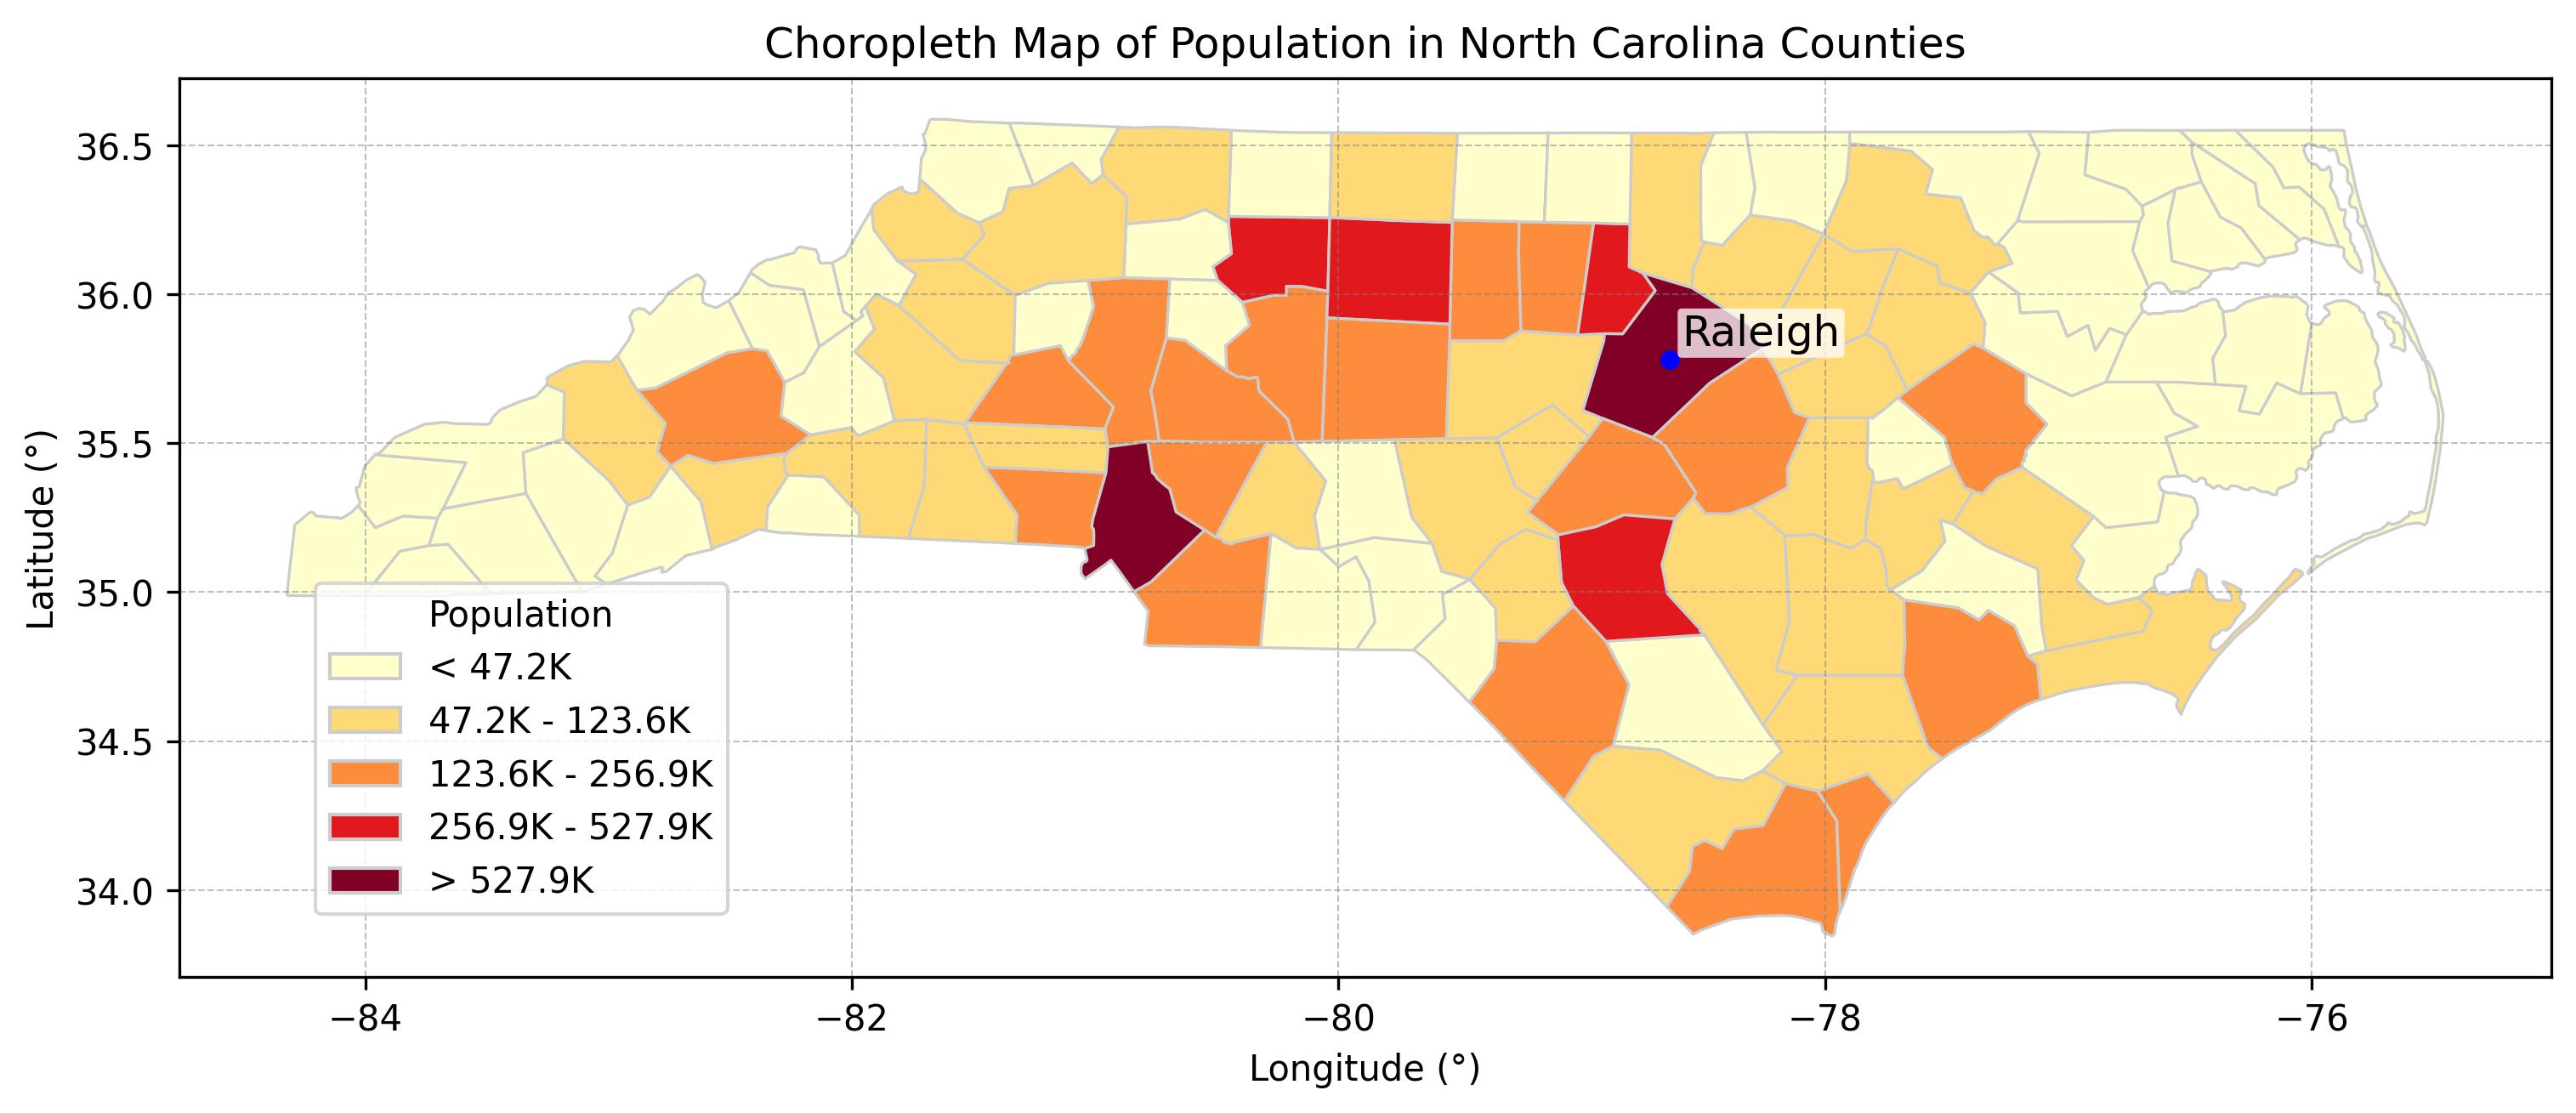 Choropleth Map of Population in North Carolina Counties
36.5
36.0
35.5
35.0
34.5
34.0
Latitude (°)
Raleigh
Population
< 47.2K
47.2K - 123.6K
123.6K - 256.9K
256.9K - 527.9K
> 527.9K
−84
−82
−80
−78
−76
Longitude (°)